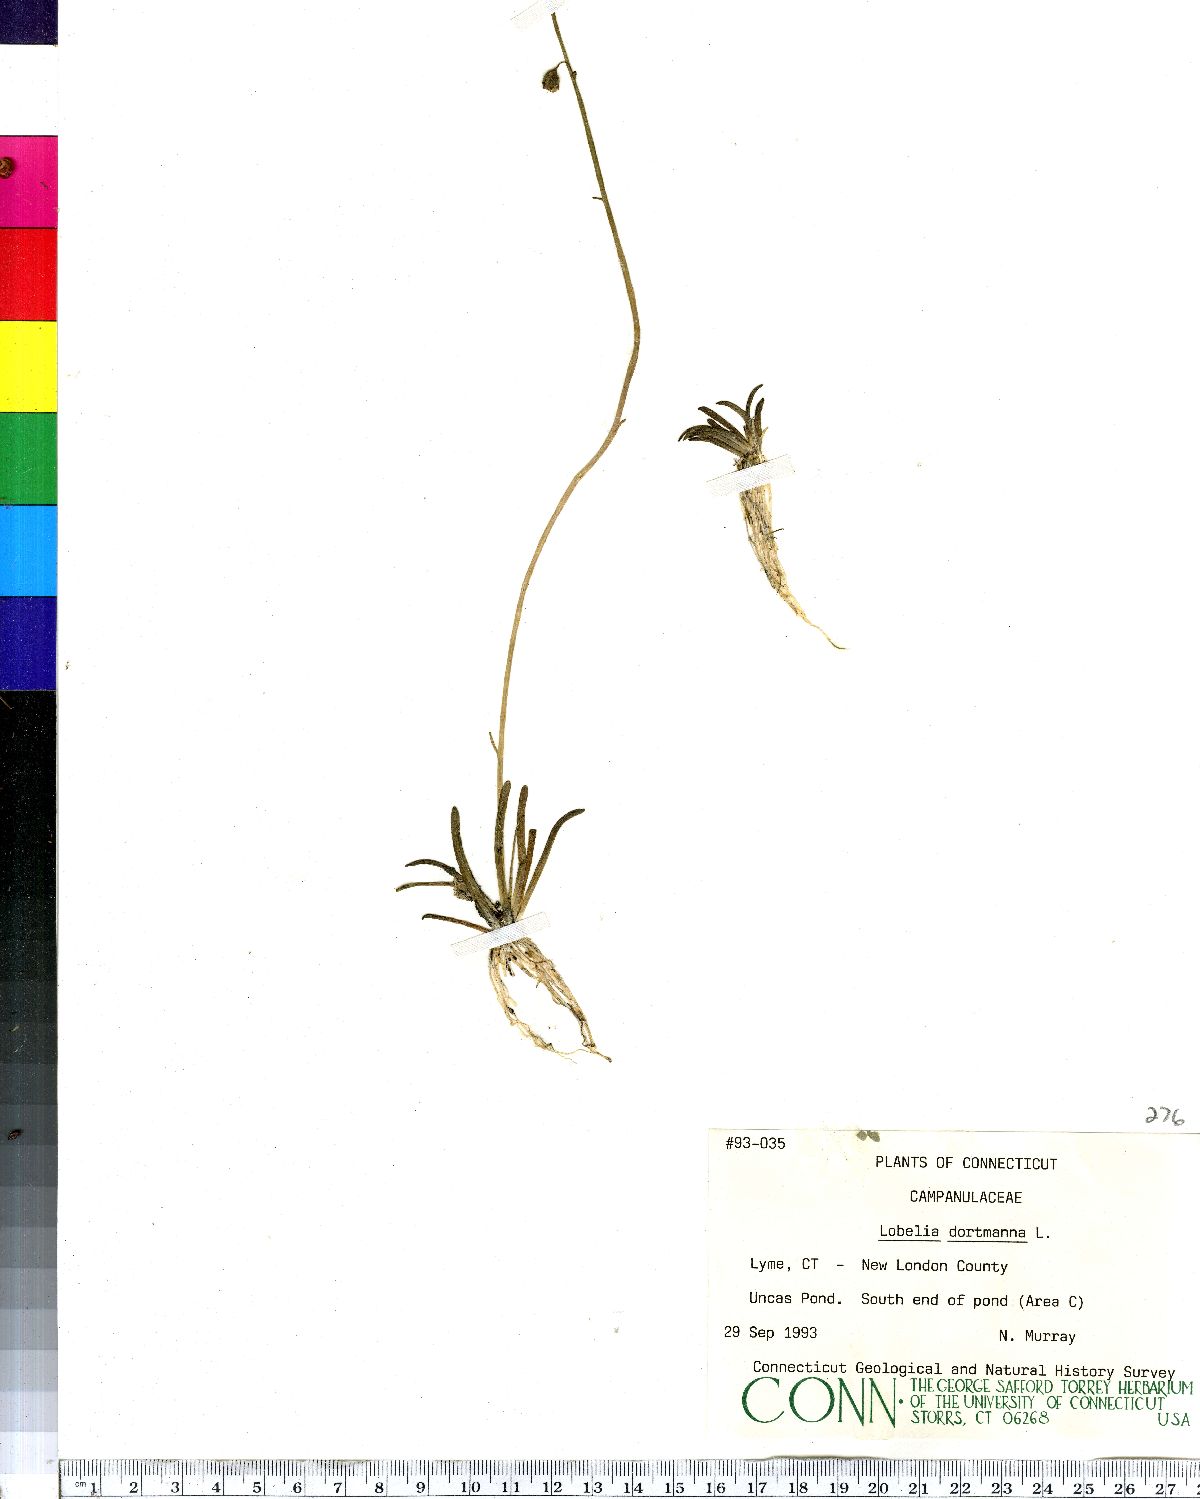 276
#93-035
PLANTS OF CONNECTICUT
CAMPANULACEAE
Lobelia dortmanna L.
Lyme, CT - New London County
Uncas Pond. South end of pond (Area C)
29 Sep 1993 N. Murray
Connecticut Geological and Natural History Survey
CONN. THE GEORGE SAFFORD TORREY HERBARIUM
OF THE UNIVERSITY OF CONNECTICUT
STORRS, CT 06268 USA
cm 1 2 3 4 5 6 7 8 9 10 11 12 13 14 15 16 17 18 19 20 21 22 23 24 25 26 27